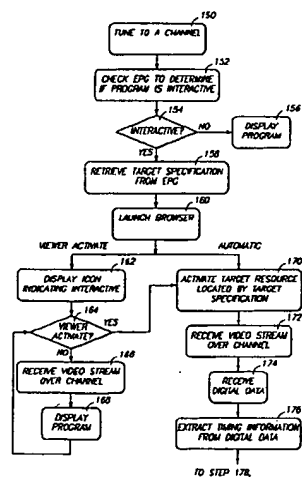 150
TUNE TO A CHANNEL
152
CHECK EPG TO DETERMINE
IF PROGRAM IS INTERACTIVE
154
INTERACTIVE?
NO
156
DISPLAY
PROGRAM
YES
158
RETRIEVE TARGET SPECIFICATION
FROM EPG
160
LAUNCH BROWSER
VIEWER ACTIVATE
AUTOMATIC
162
DISPLAY ICON
INDICATING INTERACTIVE
164
VIEWER
ACTIVATE?
YES
NO
166
RECEIVE VIDEO STREAM
OVER CHANNEL
168
DISPLAY
PROGRAM
170
ACTIVATE TARGET RESOURCE
LOCATED BY TARGET
SPECIFICATION
172
RECEIVE VIDEO STREAM
OVER CHANNEL
174
RECEIVE
DIGITAL DATA
176
EXTRACT TIMING INFORMATION
FROM DIGITAL DATA
TO STEP 178,